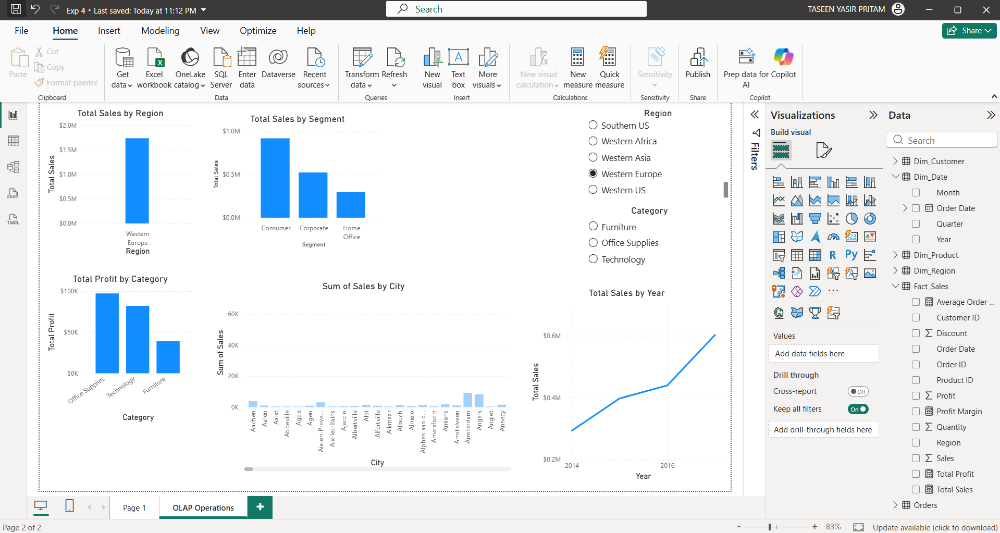 Exp 4 • Last saved: Today at 11:12 PM
Search
TASEEN YASIR PRITAM
File
Home
Insert
Modeling
View
Optimize
Help
Share
Paste
Cut
Copy
Format painter
Clipboard
Get data
Excel workbook
OneLake catalog
SQL Server
Enter data
Dataverse
Recent sources
Data
Transform data
Refresh
Queries
New visual
Text box
More visuals
Insert
New visual calculation
New measure
Quick measure
Calculations
Sensitivity
Sensitivity
Publish
Share
Prep data for AI
Copilot
Copilot
DAX
TMDL
Total Sales by Region
$2.0M
$1.5M
$1.0M
$0.5M
$0.0M
Total Sales
Western
Europe
Region
Total Sales by Segment
$1.0M
$0.5M
$0.0M
Total Sales
Consumer
Corporate
Home
Office
Segment
Region
Southern US
Western Africa
Western Asia
Western Europe
Western US
Category
Furniture
Office Supplies
Technology
Total Profit by Category
$100K
$50K
$0K
Total Profit
Office Supplies
Technology
Furniture
Category
Sum of Sales by City
60K
40K
20K
0K
Sum of Sales
Aachen
Aalen
Aalst
Abbeville
Agde
Agen
Aix-en-Prove...
Aix-les-Bains
Ajaccio
Albertville
Albi
Alfortville
Alkmaar
Allauch
Almelo
Alphen aan d...
Amersfoort
Amiens
Amstelveen
Amsterdam
Angers
Anglet
Annecy
City
Total Sales by Year
$0.6M
$0.4M
$0.2M
Total Sales
2014
2016
Year
Filters
Visualizations
Build visual
123
R
Py
Values
Add data fields here
Drill through
Cross-report
Off
Keep all filters
On
Add drill-through fields here
Data
Search
Dim_Customer
Dim_Date
Month
Order Date
Quarter
Year
Dim_Product
Dim_Region
Fact_Sales
Average Order ...
Customer ID
Discount
Order Date
Order ID
Product ID
Profit
Profit Margin
Quantity
Region
Sales
Total Profit
Total Sales
Orders
Page 1
OLAP Operations
Page 2 of 2
83%
Update available (click to download)